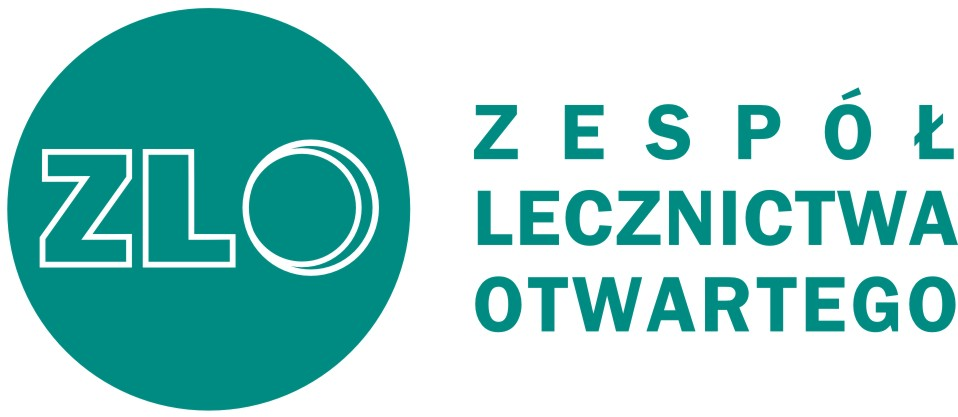 ZLO
ZESPÓŁ
LECZNICTWA
OTWARTEGO